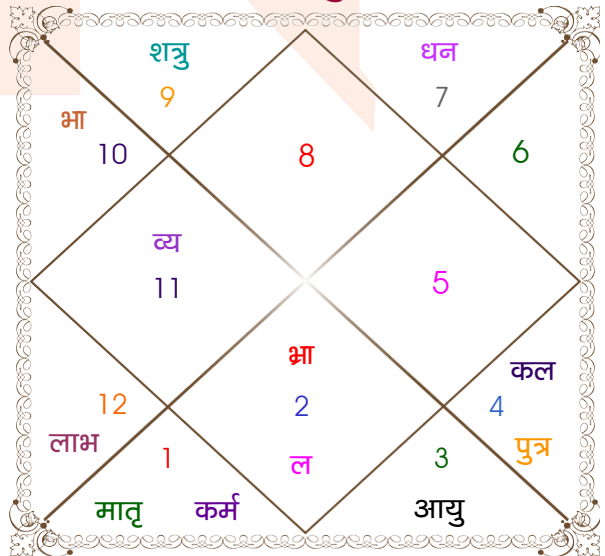 शत्रु धन
9 7
भा
10 8 6
व्य
11 5
भ्रा
कल
12 2 4
लाभ 1 ल 3 पुत्र
मातृ कर्म आयु